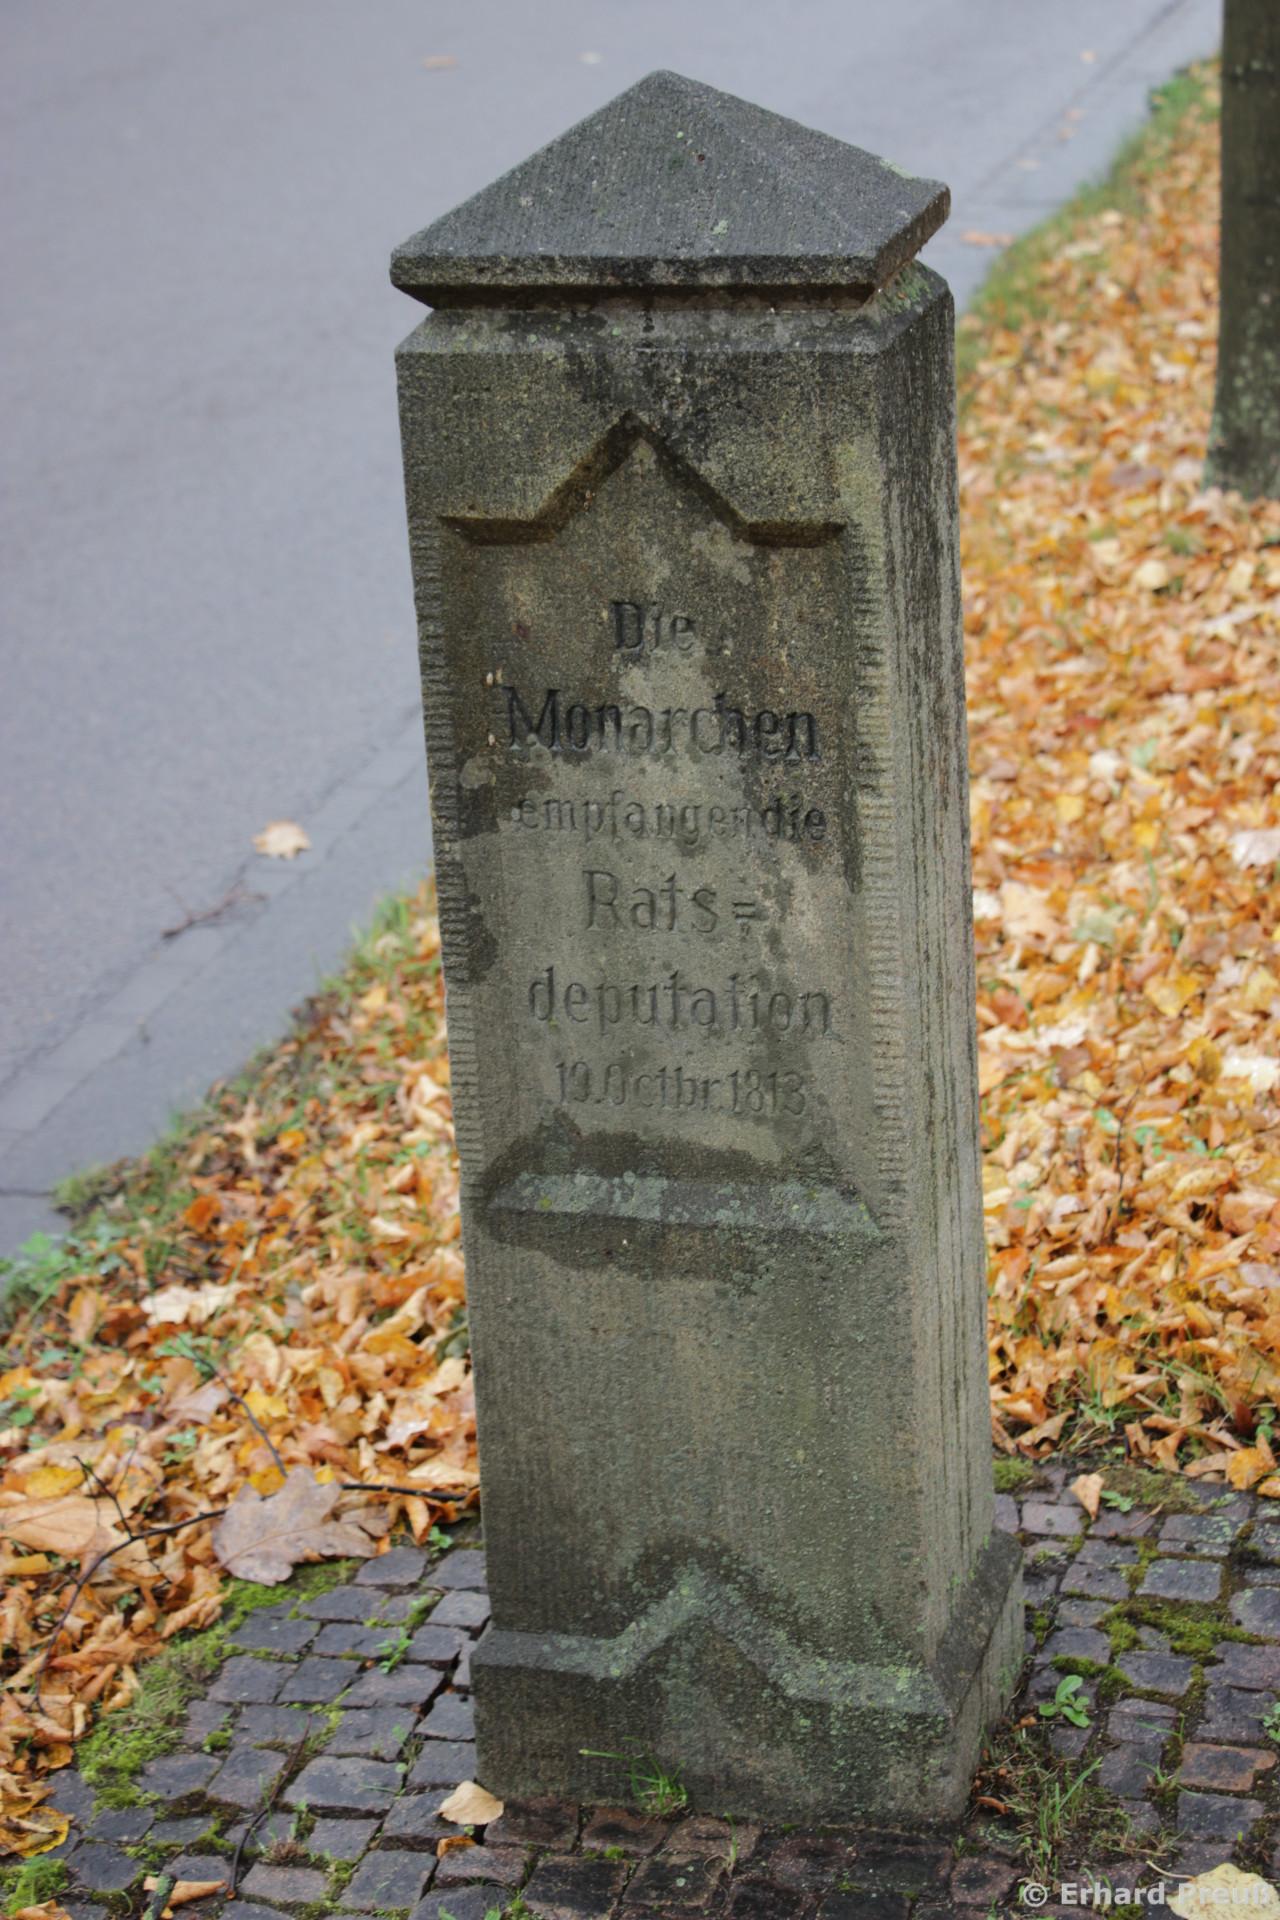 Die
Monarchen
empfangen die
Rats=
deputation
19. Octbr. 1813
© Erhard Preuß